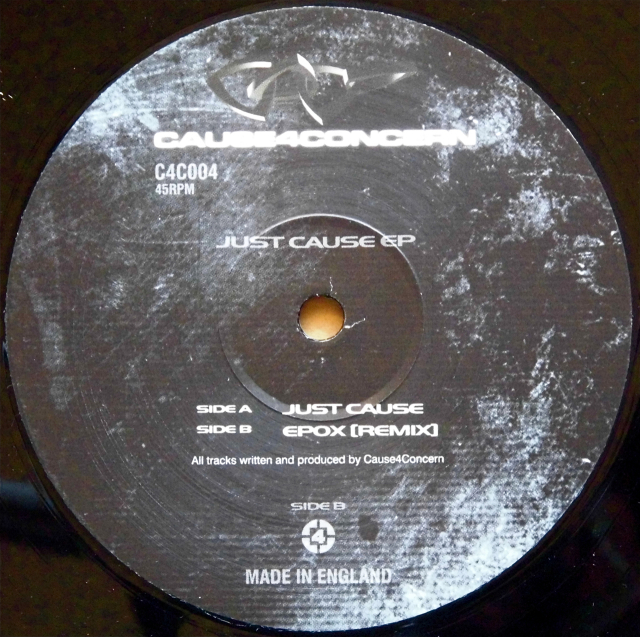 CAUSE4CONCERN
C4C004
45RPM
JUST CAUSE EP
SIDE A JUST CAUSE
SIDE B EPOX [REMIX]
All tracks written and produced by Cause4Concern
SIDE B
4
MADE IN ENGLAND